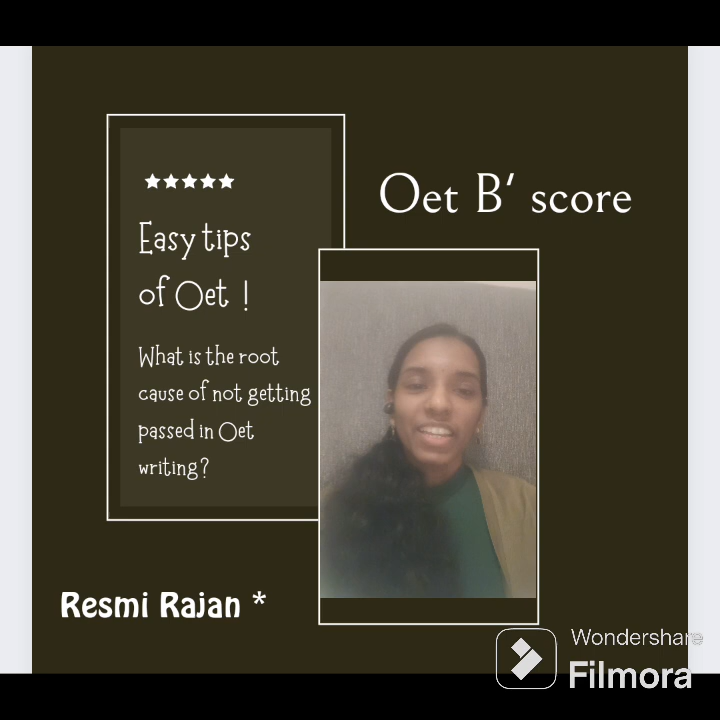 ★★★★★
Easy tips
of Oet !
What is the root
cause of not getting
passed in Oet
writing?
Oet B' score
Resmi Rajan *
Wondershare
Filmora